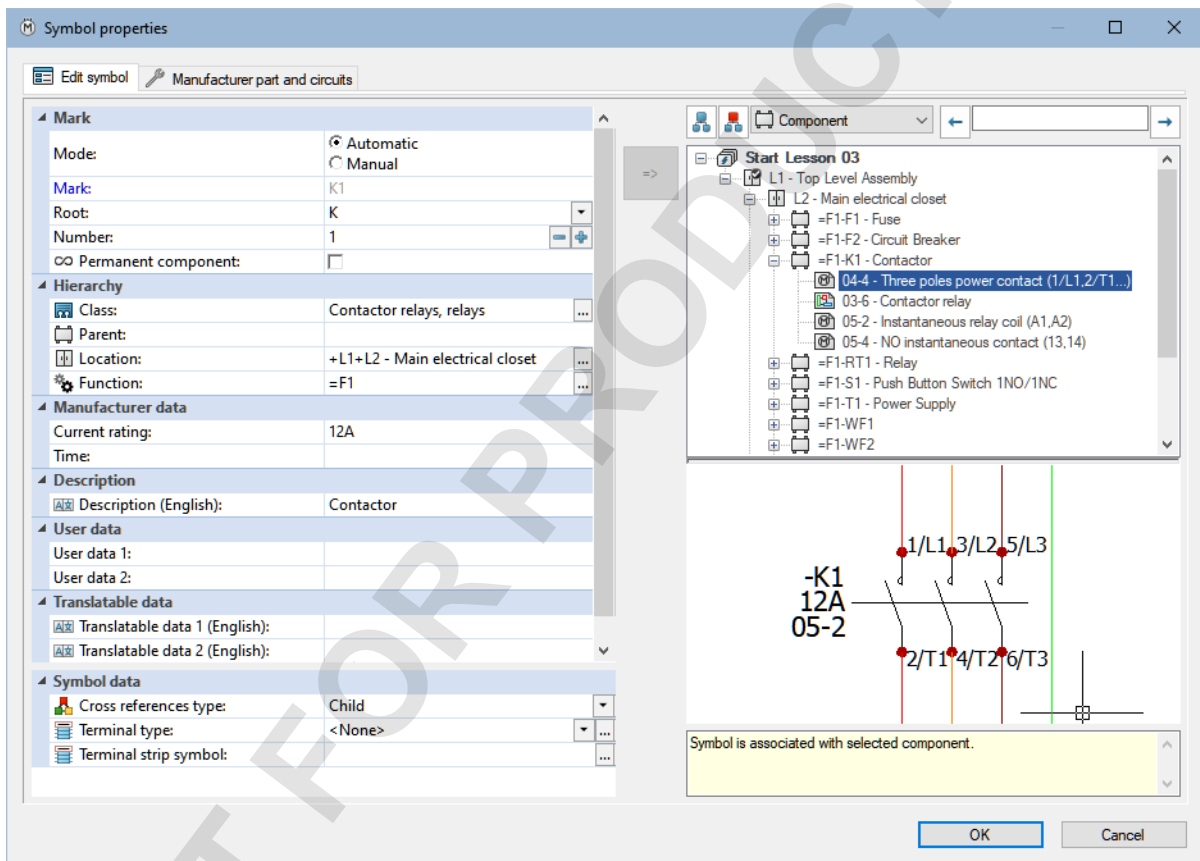 Symbol properties
Edit symbol
Manufacturer part and circuits
Mark
Mode:
Automatic
Manual
Mark: K1
Root: K
Number: 1
Permanent component:
Hierarchy
Class: Contactor relays, relays ...
Parent:
Location: +L1+L2 - Main electrical closet ...
Function: =F1 ...
Manufacturer data
Current rating: 12A
Time:
Description
Description (English): Contactor
User data
User data 1:
User data 2:
Translatable data
Translatable data 1 (English):
Translatable data 2 (English):
Symbol data
Cross references type: Child
Terminal type: <None> ...
Terminal strip symbol: ...
=>
Component
Start Lesson 03
L1 - Top Level Assembly
L2 - Main electrical closet
=F1-F1 - Fuse
=F1-F2 - Circuit Breaker
=F1-K1 - Contactor
04-4 - Three poles power contact (1/L1,2/T1...)
03-6 - Contactor relay
05-2 - Instantaneous relay coil (A1,A2)
05-4 - NO instantaneous contact (13,14)
=F1-RT1 - Relay
=F1-S1 - Push Button Switch 1NO/1NC
=F1-T1 - Power Supply
=F1-WF1
=F1-WF2
1/L1 3/L2 5/L3
-K1
12A
05-2
2/T1 4/T2 6/T3
Symbol is associated with selected component.
OK
Cancel
T FOR PRODUC